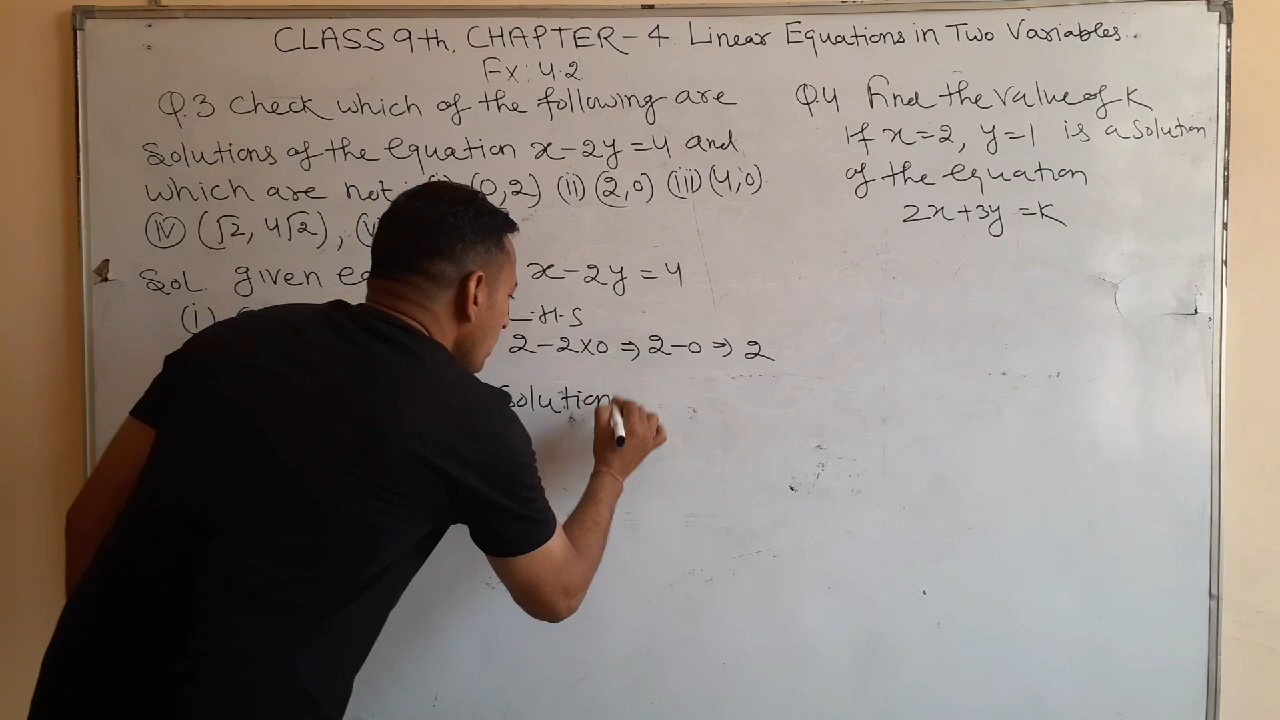 CLASS 9th. CHAPTER-4. Linear Equations in Two Variables.
Ex: 4.2
Q.3 Check which of the following are
Solutions of the equation x-2y=4 and
which are not (0,2) (ii) (2,0) (iii) (4,0)
(iv) (√2, 4√2),
Sol. given x-2y=4
(i)
L.H.S
2-2×0 ⇒ 2-0 ⇒ 2
Solution
Q.4 Find the value of K
If x=2, y=1 is a Solution
of the equation
2x+3y=K